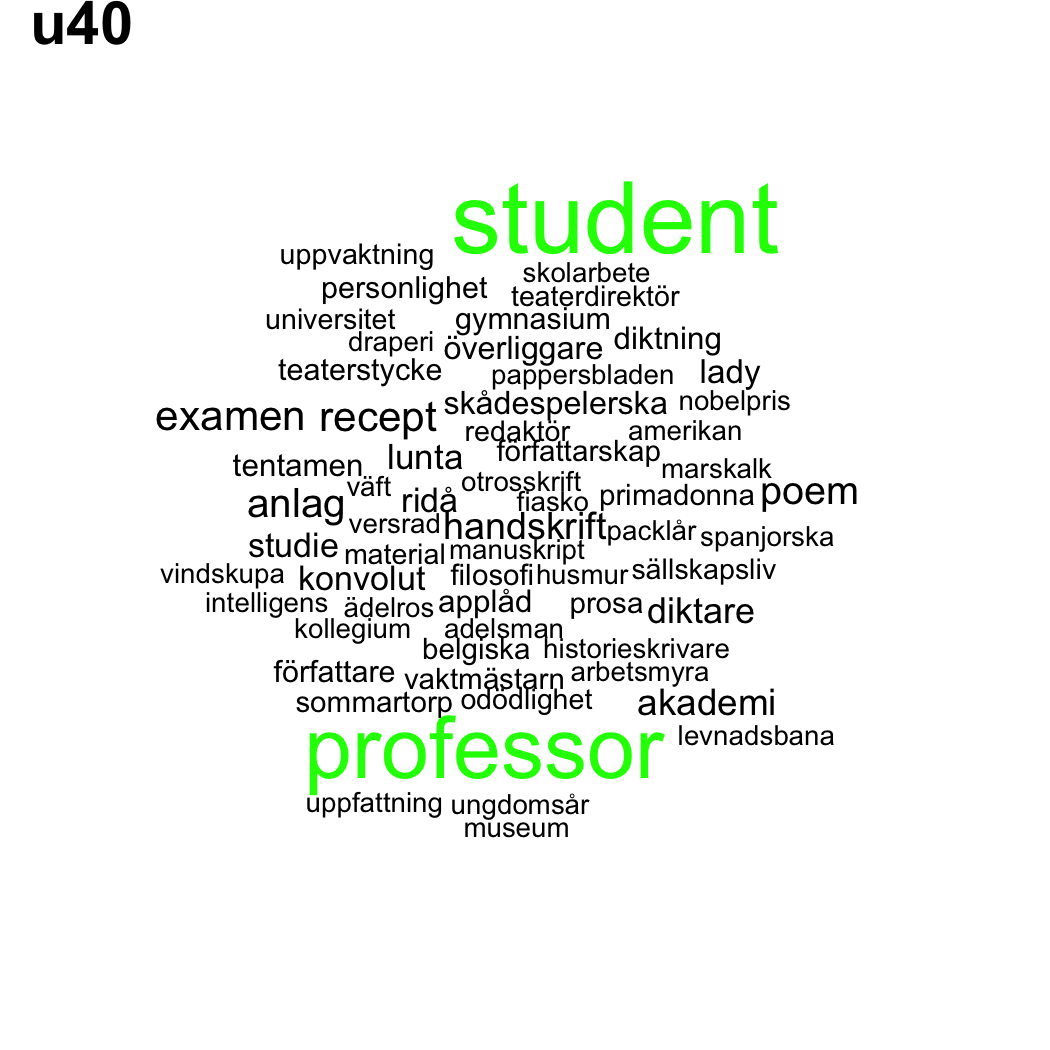 u40
student
uppvaktning
skolarbete
personlighet teaterdirektör
universitet gymnasium
draperi överliggare diktning
teaterstycke pappersbladen lady
examen recept skådespelerska nobelpris
redaktör amerikan
tentamen lunta författarskap marskalk
väft otrosskrift
anlag ridå fiasko primadonna poem
versrad handskrift packlår spanjorska
studie material manuskript
vindskupa konvolut filosofi husmur sällskapsliv
intelligens ädelros applåd prosa diktare
kollegium adelsman
belgiska historieskrivare
författare vaktmästarn arbetsmyra
sommartorp odödlighet akademi
professor levnadsbana
uppfattning ungdomsår
museum